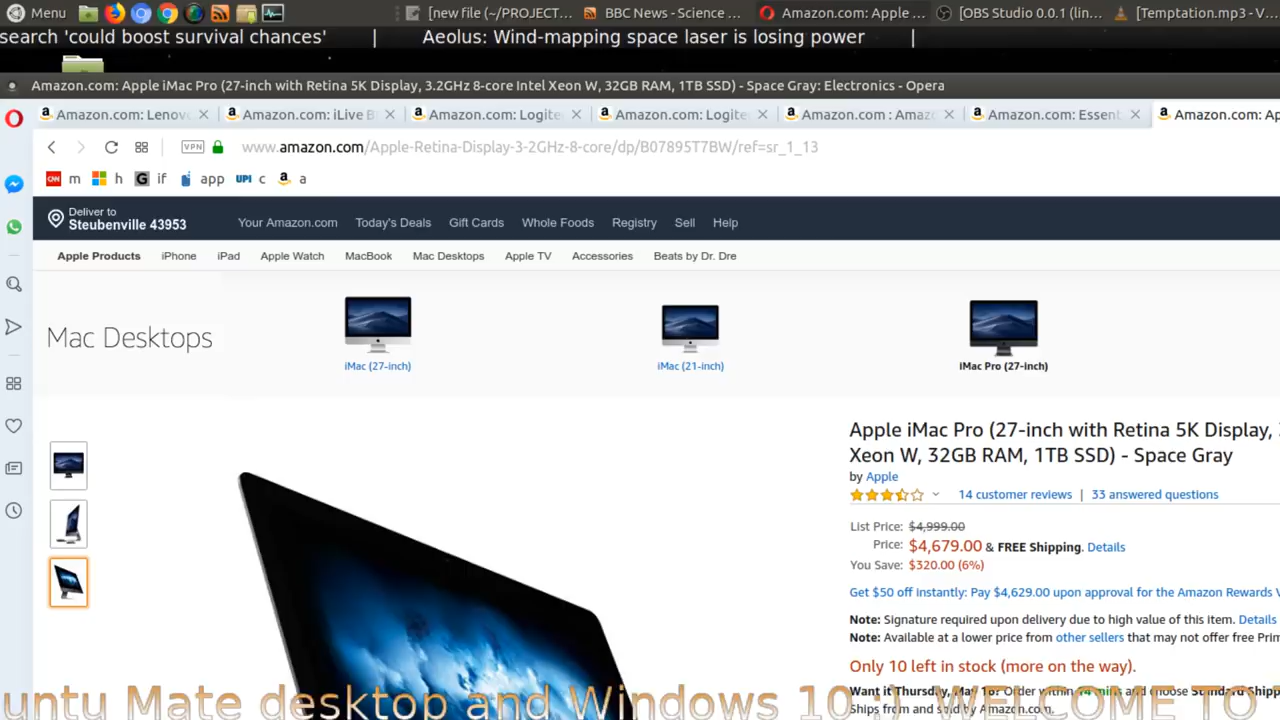 Menu [new file (~/PROJECT... BBC News - Science ... Amazon.com: Apple ... [OBS Studio 0.0.1 (lin... [Temptation.mp3 - V...
search 'could boost survival chances' | Aeolus: Wind-mapping space laser is losing power |
Amazon.com: Apple iMac Pro (27-inch with Retina 5K Display, 3.2GHz 8-core Intel Xeon W, 32GB RAM, 1TB SSD) - Space Gray: Electronics - Opera
Amazon.com: Lenov Amazon.com: iLive B Amazon.com: Logite Amazon.com: Logite Amazon.com : Amaz Amazon.com: Essent Amazon.com: Ap
VPN www.amazon.com/Apple-Retina-Display-3-2GHz-8-core/dp/B07895T7BW/ref=sr_1_13
CNN m h G if app UPI c a
Deliver to
Steubenville 43953 Your Amazon.com Today's Deals Gift Cards Whole Foods Registry Sell Help
Apple Products iPhone iPad Apple Watch MacBook Mac Desktops Apple TV Accessories Beats by Dr. Dre
Mac Desktops
iMac (27-inch) iMac (21-inch) iMac Pro (27-inch)
Apple iMac Pro (27-inch with Retina 5K Display,
Xeon W, 32GB RAM, 1TB SSD) - Space Gray
by Apple
14 customer reviews | 33 answered questions
List Price: $4,999.00
Price: $4,679.00 & FREE Shipping. Details
You Save: $320.00 (6%)
Get $50 off instantly: Pay $4,629.00 upon approval for the Amazon Rewards V
Note: Signature required upon delivery due to high value of this item. Details
Note: Available at a lower price from other sellers that may not offer free Prim
Only 10 left in stock (more on the way).
Want it Thursday, May 16? Order within 14 mins and choose Standard Shipp
Ships from and sold by Amazon.com.
untu Mate desktop and Windows 10 :) WELCOME TO